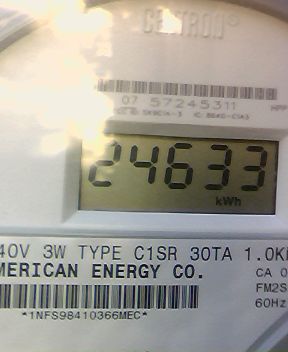 CENTRON®
07 57245311
24633
kWh
40V 3W TYPE C1SR 30TA 1.0K
MERICAN ENERGY CO.
CA 0
FM2S
60Hz
*1NFS98410366MEC*